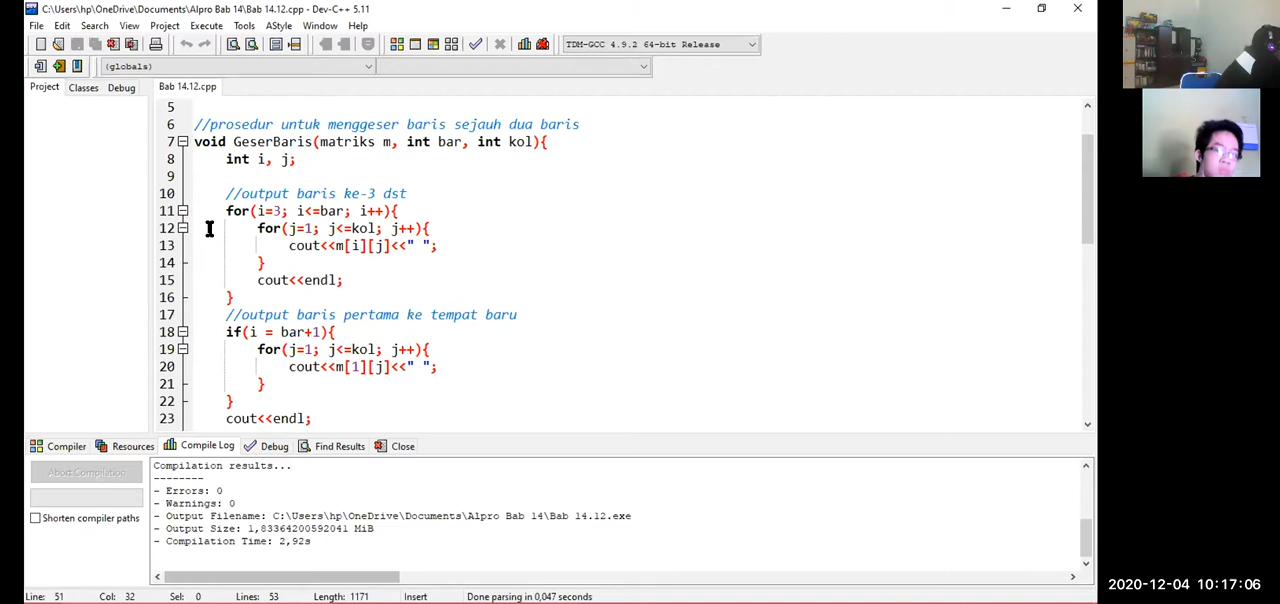 C:\Users\hp\OneDrive\Documents\Alpro Bab 14\Bab 14.12.cpp - Dev-C++ 5.11
File Edit Search View Project Execute Tools AStyle Window Help
TDM-GCC 4.9.2 64-bit Release
(globals)
Project Classes Debug Bab 14.12.cpp
5
6 //prosedur untuk menggeser baris sejauh dua baris
7 void GeserBaris(matriks m, int bar, int kol){
8 int i, j;
9
10 //output baris ke-3 dst
11 for(i=3; i<=bar; i++){
12 for(j=1; j<=kol; j++){
13 cout<<m[i][j]<<" ";
14 }
15 cout<<endl;
16 }
17 //output baris pertama ke tempat baru
18 if(i = bar+1){
19 for(j=1; j<=kol; j++){
20 cout<<m[1][j]<<" ";
21 }
22 }
23 cout<<endl;
Compiler Resources Compile Log Debug Find Results Close
Abort Compilation
Shorten compiler paths
Compilation results...
--------
- Errors: 0
- Warnings: 0
- Output Filename: C:\Users\hp\OneDrive\Documents\Alpro Bab 14\Bab 14.12.exe
- Output Size: 1,83364200592041 MiB
- Compilation Time: 2,92s
Line: 51 Col: 32 Sel: 0 Lines: 53 Length: 1171 Insert Done parsing in 0,047 seconds
2020-12-04 10:17:06